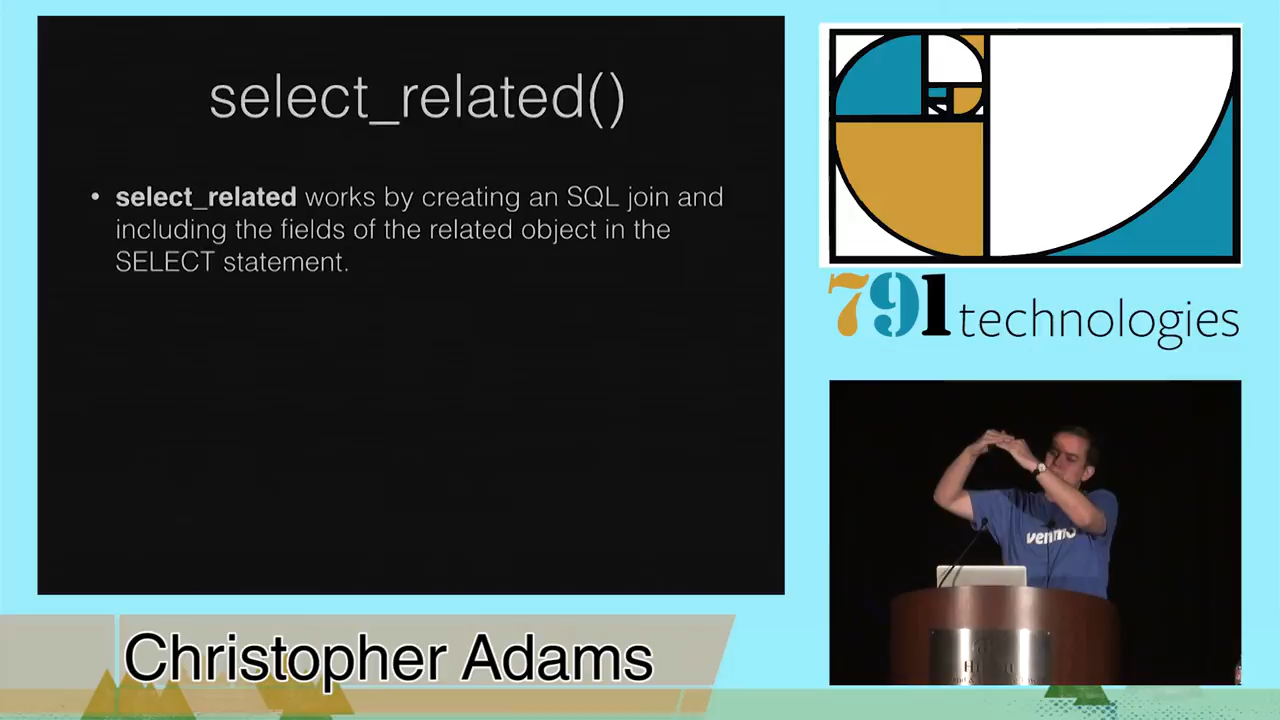 select_related()
• select_related works by creating an SQL join and
including the fields of the related object in the
SELECT statement.
791 technologies
venmo
Christopher Adams